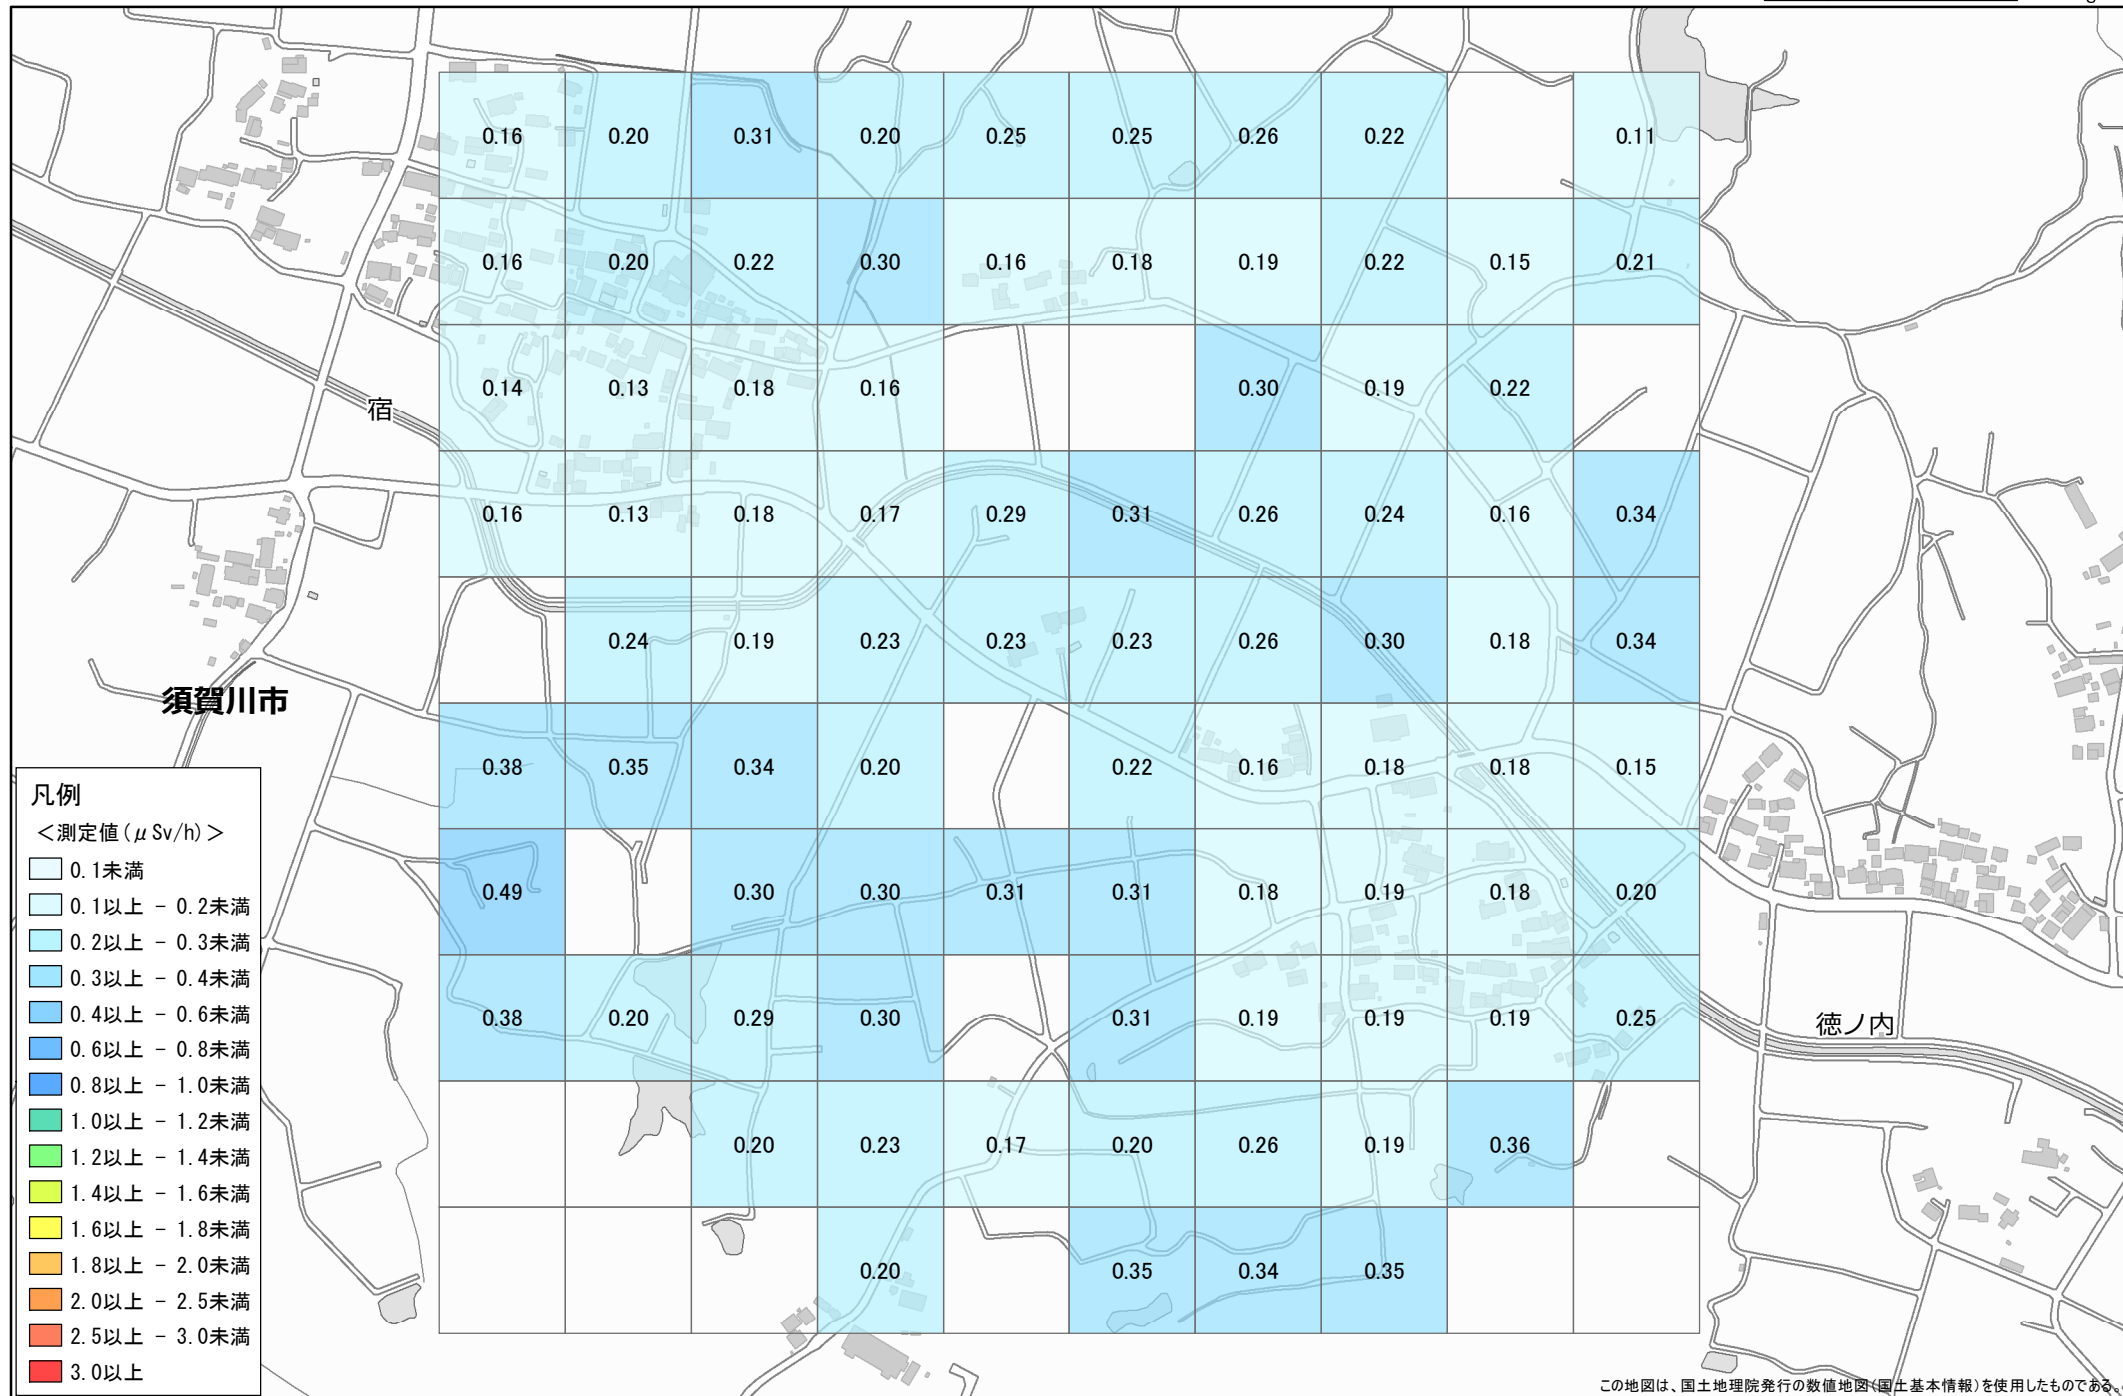 0.16 0.20 0.31 0.20 0.25 0.25 0.26 0.22 0.11
0.16 0.20 0.22 0.30 0.16 0.18 0.19 0.22 0.15 0.21
0.14 0.13 0.18 0.16 0.30 0.19 0.22
宿
0.16 0.13 0.18 0.17 0.29 0.31 0.26 0.24 0.16 0.34
0.24 0.19 0.23 0.23 0.23 0.26 0.30 0.18 0.34
須賀川市
0.38 0.35 0.34 0.20 0.22 0.16 0.18 0.18 0.15
0.49 0.30 0.30 0.31 0.31 0.18 0.19 0.18 0.20
0.38 0.20 0.29 0.30 0.31 0.19 0.19 0.19 0.25
徳ノ内
0.20 0.23 0.17 0.20 0.26 0.19 0.36
0.20 0.35 0.34 0.35
凡例
＜測定値(μSv/h)＞
0.1未満
0.1以上 - 0.2未満
0.2以上 - 0.3未満
0.3以上 - 0.4未満
0.4以上 - 0.6未満
0.6以上 - 0.8未満
0.8以上 - 1.0未満
1.0以上 - 1.2未満
1.2以上 - 1.4未満
1.4以上 - 1.6未満
1.6以上 - 1.8未満
1.8以上 - 2.0未満
2.0以上 - 2.5未満
2.5以上 - 3.0未満
3.0以上
この地図は、国土地理院発行の数値地図(国土基本情報)を使用したものである。